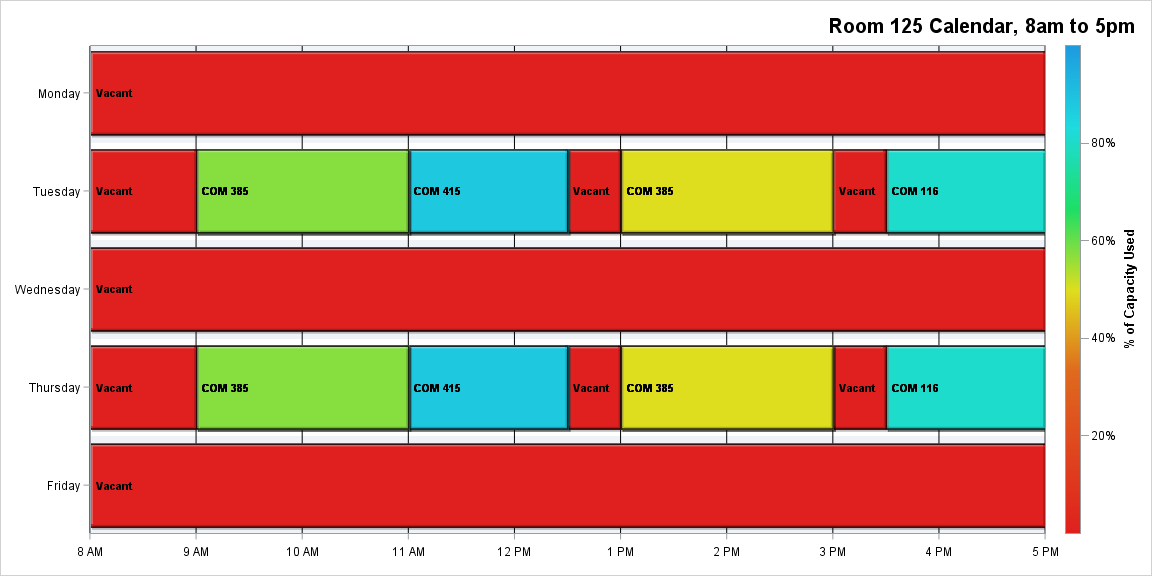 Room 125 Calendar, 8am to 5pm
Monday
Vacant
Tuesday
Vacant
COM 385
COM 415
Vacant
COM 385
Vacant
COM 116
Wednesday
Vacant
Thursday
Vacant
COM 385
COM 415
Vacant
COM 385
Vacant
COM 116
Friday
Vacant
8 AM
9 AM
10 AM
11 AM
12 PM
1 PM
2 PM
3 PM
4 PM
5 PM
80%
60%
40%
20%
% of Capacity Used